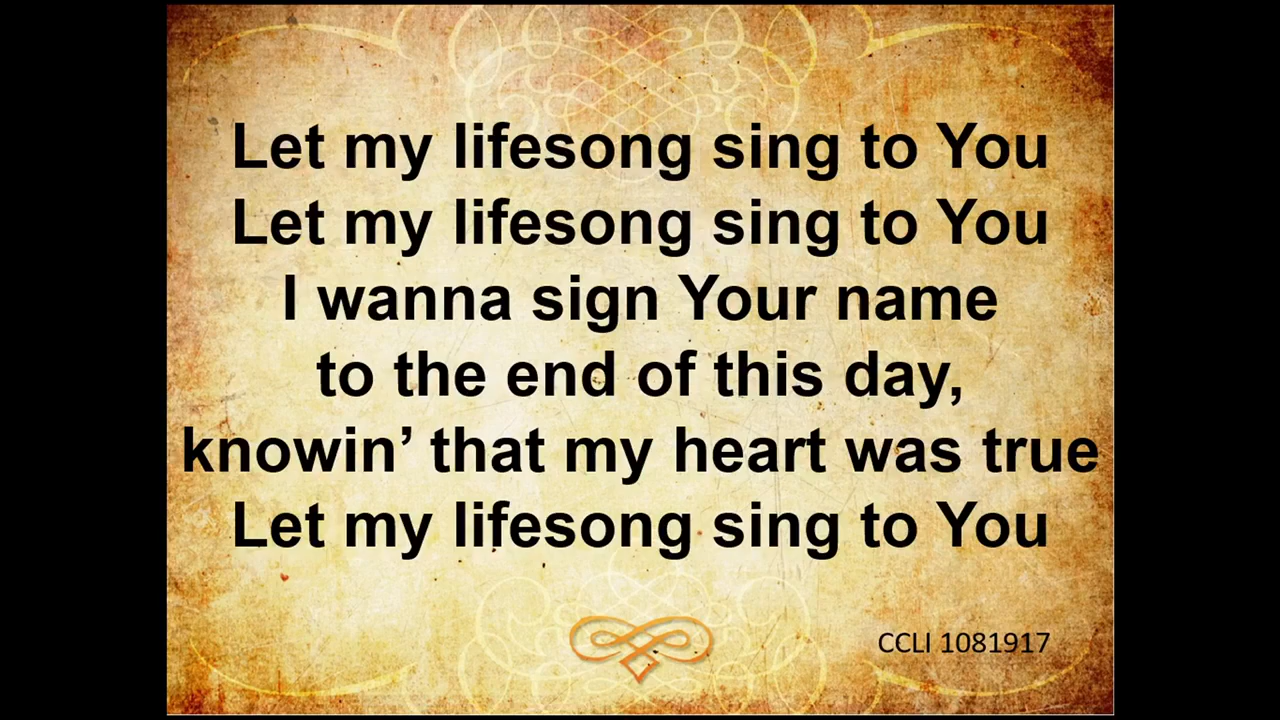 Let my lifesong sing to You
Let my lifesong sing to You
I wanna sign Your name
to the end of this day,
knowin’ that my heart was true
Let my lifesong sing to You
CCLI 1081917